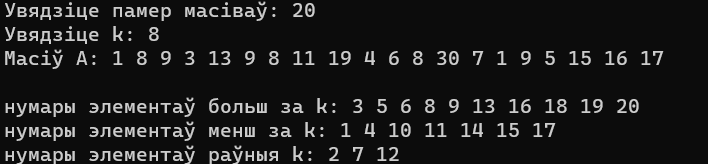 Увядзіце памер масіваў: 20
Увядзіце k: 8
Масіў A: 1 8 9 3 13 9 8 11 19 4 6 8 30 7 1 9 5 15 16 17
нумары элементаў больш за k: 3 5 6 8 9 13 16 18 19 20
нумары элементаў менш за k: 1 4 10 11 14 15 17
нумары элементаў раўныя k: 2 7 12